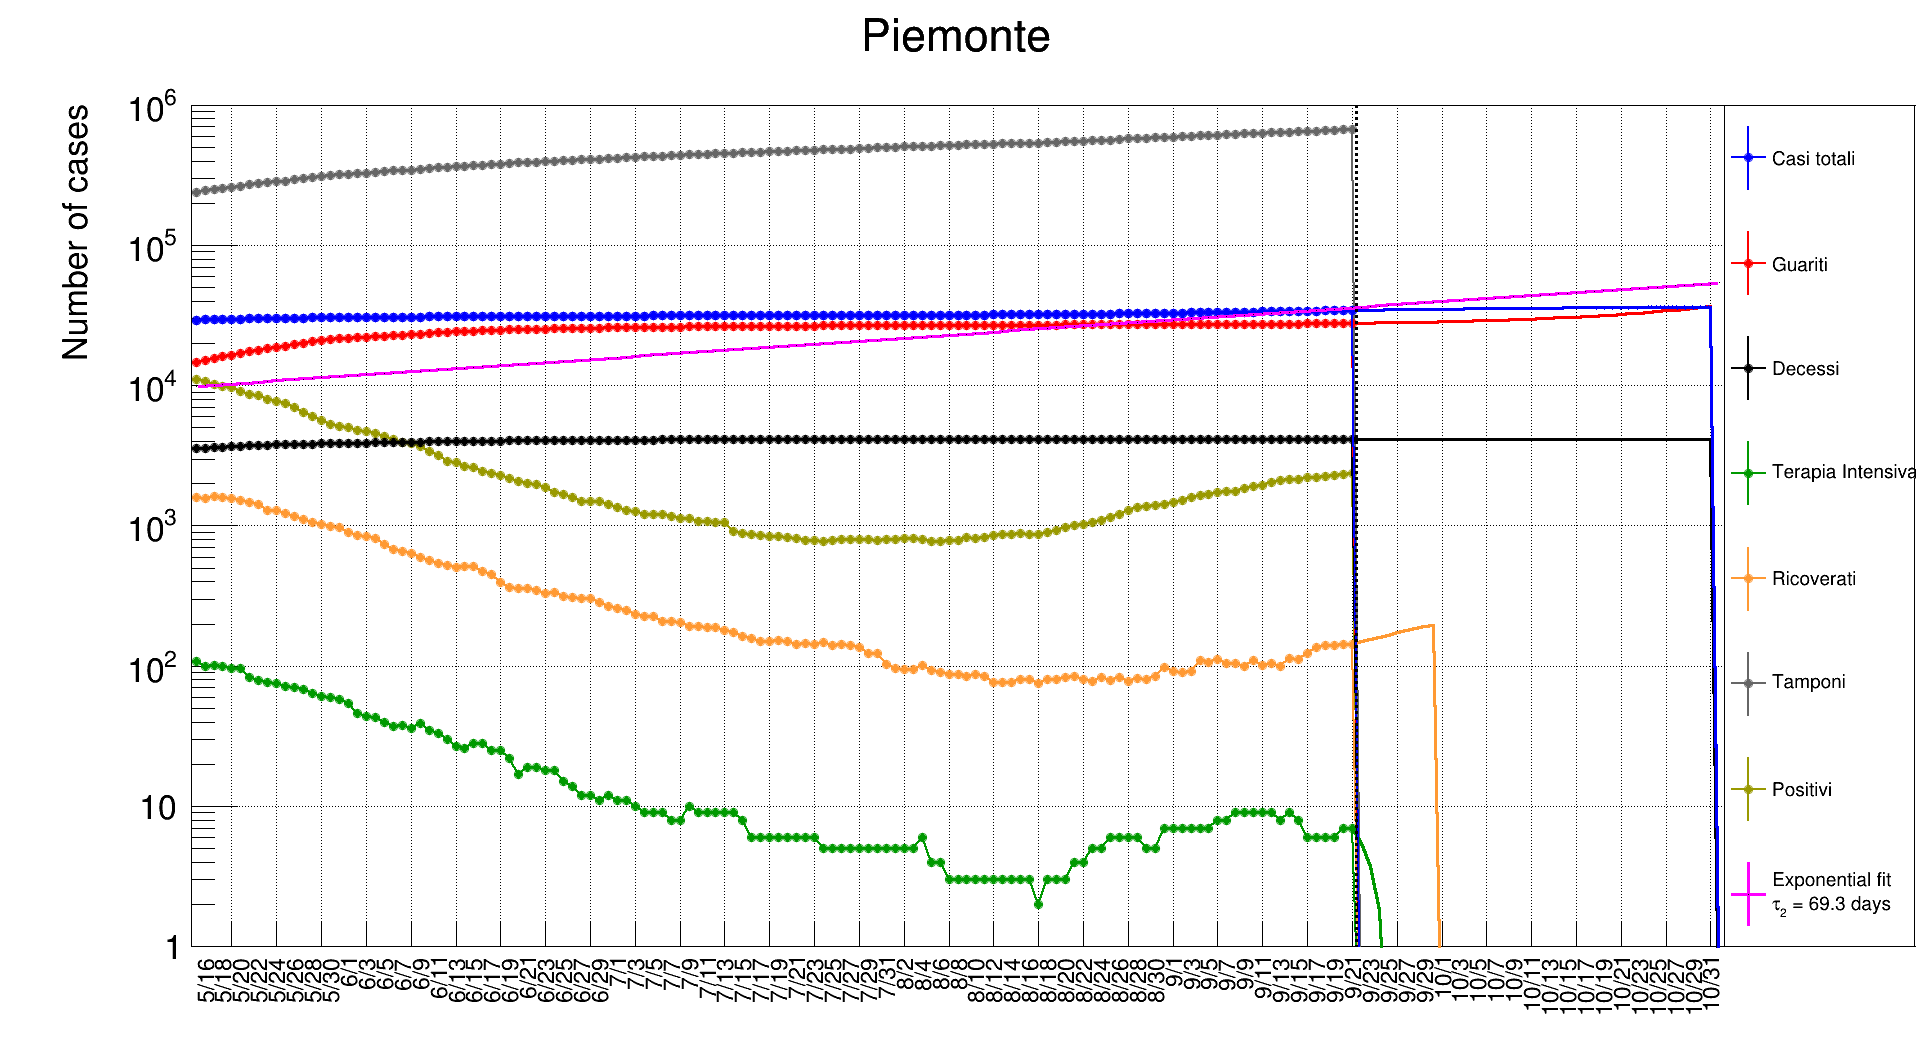 Piemonte
Number of cases
10^6
10^5
10^4
10^3
10^2
10
1
5/16 5/18 5/20 5/22 5/24 5/26 5/28 5/30 6/1 6/3 6/5 6/7 6/9 6/11 6/13 6/15 6/17 6/19 6/21 6/23 6/25 6/27 6/29 7/1 7/3 7/5 7/7 7/9 7/11 7/13 7/15 7/17 7/19 7/21 7/23 7/25 7/27 7/29 7/31 8/2 8/4 8/6 8/8 8/10 8/12 8/14 8/16 8/18 8/20 8/22 8/24 8/26 8/28 8/30 9/1 9/3 9/5 9/7 9/9 9/11 9/13 9/15 9/17 9/19 9/21 9/23 9/25 9/27 9/29 10/1 10/3 10/5 10/7 10/9 10/11 10/13 10/15 10/17 10/19 10/21 10/23 10/25 10/27 10/29 10/31
Casi totali
Guariti
Decessi
Terapia Intensiva
Ricoverati
Tamponi
Positivi
Exponential fit
τ₂ = 69.3 days